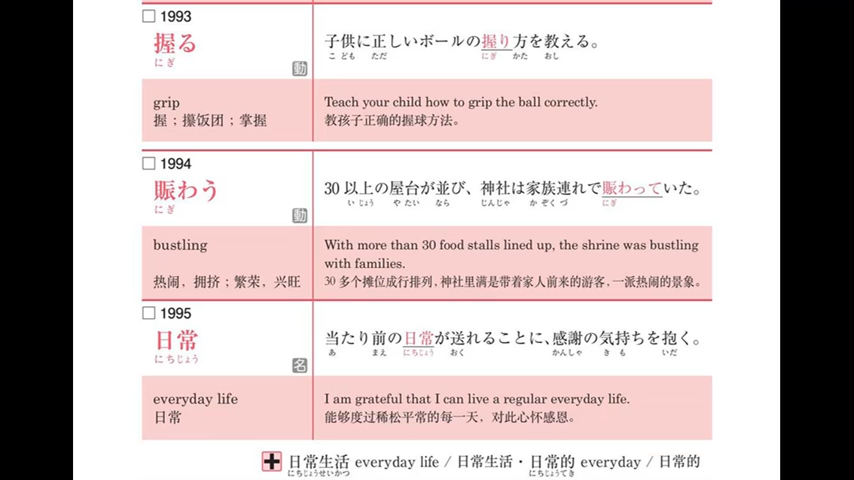 1993
握る
にぎ
動
子供に正しいボールの握り方を教える。
こども ただ にぎ かた おし
grip
握；攥饭团；掌握
Teach your child how to grip the ball correctly.
教孩子正确的握球方法。
1994
賑わう
にぎ
動
30以上の屋台が並び、神社は家族連れで賑わっていた。
いじょう やたい なら じんじゃ かぞくづ にぎ
bustling
热闹，拥挤；繁荣，兴旺
With more than 30 food stalls lined up, the shrine was bustling
with families.
30多个摊位成行排列，神社里满是带着家人前来的游客，一派热闹的景象。
1995
日常
にちじょう
名
当たり前の日常が送れることに、感謝の気持ちを抱く。
あ まえ にちじょう おく かんしゃ きも いだ
everyday life
日常
I am grateful that I can live a regular everyday life.
能够度过稀松平常的每一天，对此心怀感恩。
日常生活 everyday life / 日常生活・日常的 everyday / 日常的
にちじょうせいかつ にちじょうてき